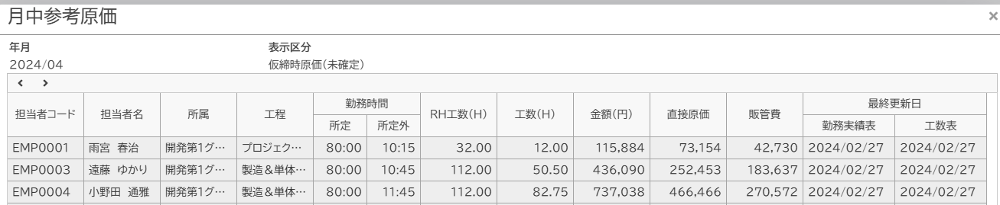 月中参考原価
×
年月 表示区分
2024/04 仮締時原価(未確定)
担当者コード 担当者名 所属 工程 勤務時間 RH工数(H) 工数(H) 金額(円) 直接原価 販管費 最終更新日
所定 所定外 勤務実績表 工数表
EMP0001 雨宮 春治 開発第1グ… プロジェク… 80:00 10:15 32.00 12.00 115,884 73,154 42,730 2024/02/27 2024/02/27
EMP0003 遠藤 ゆかり 開発第1グ… 製造&単体… 80:00 10:45 112.00 50.50 436,090 252,453 183,637 2024/02/27 2024/02/27
EMP0004 小野田 通雅 開発第1グ… 製造&単体… 80:00 11:45 112.00 82.75 737,038 466,466 270,572 2024/02/27 2024/02/27